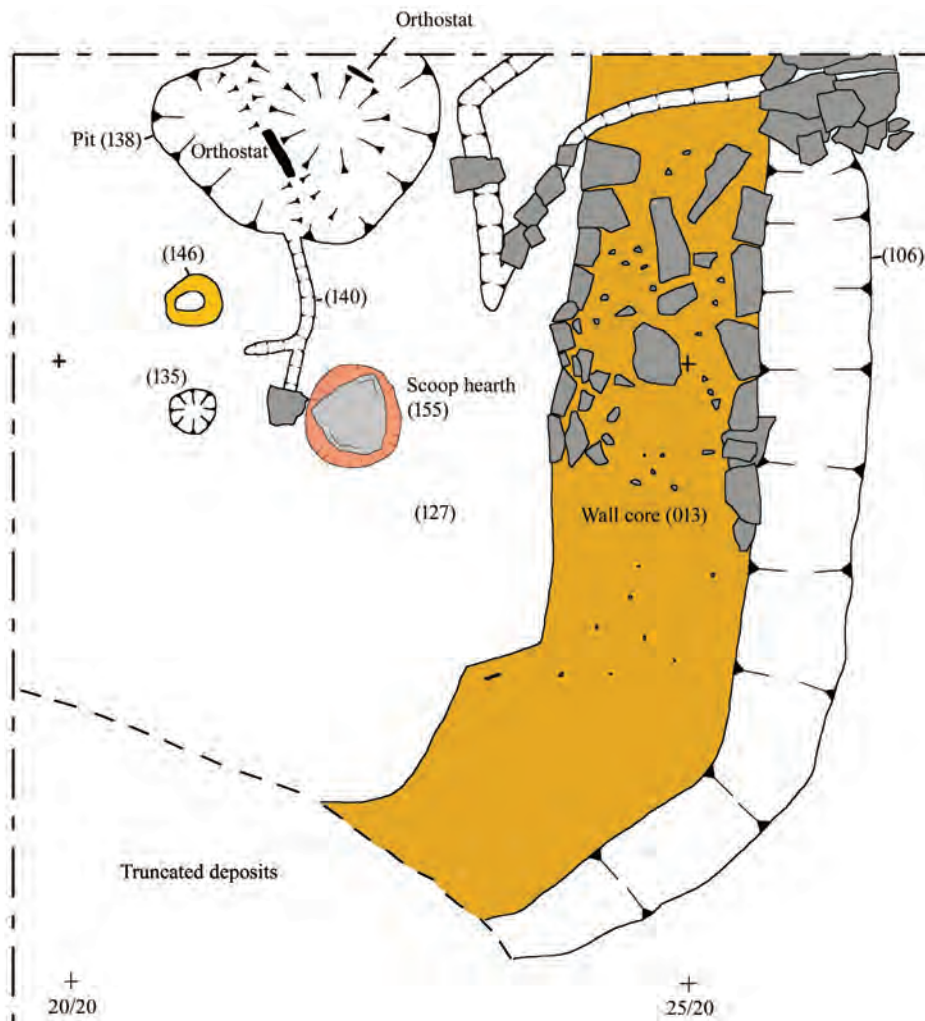 Orthostat
Pit (138)
Orthostat
(146)
(140)
(106)
(135)
Scoop hearth
(155)
(127)
Wall core (013)
Truncated deposits
20/20
25/20